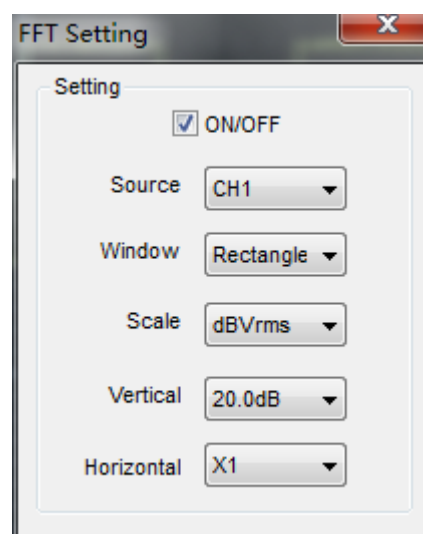 FFT Setting
Setting
ON/OFF
Source CH1
Window Rectangle
Scale dBVrms
Vertical 20.0dB
Horizontal X1